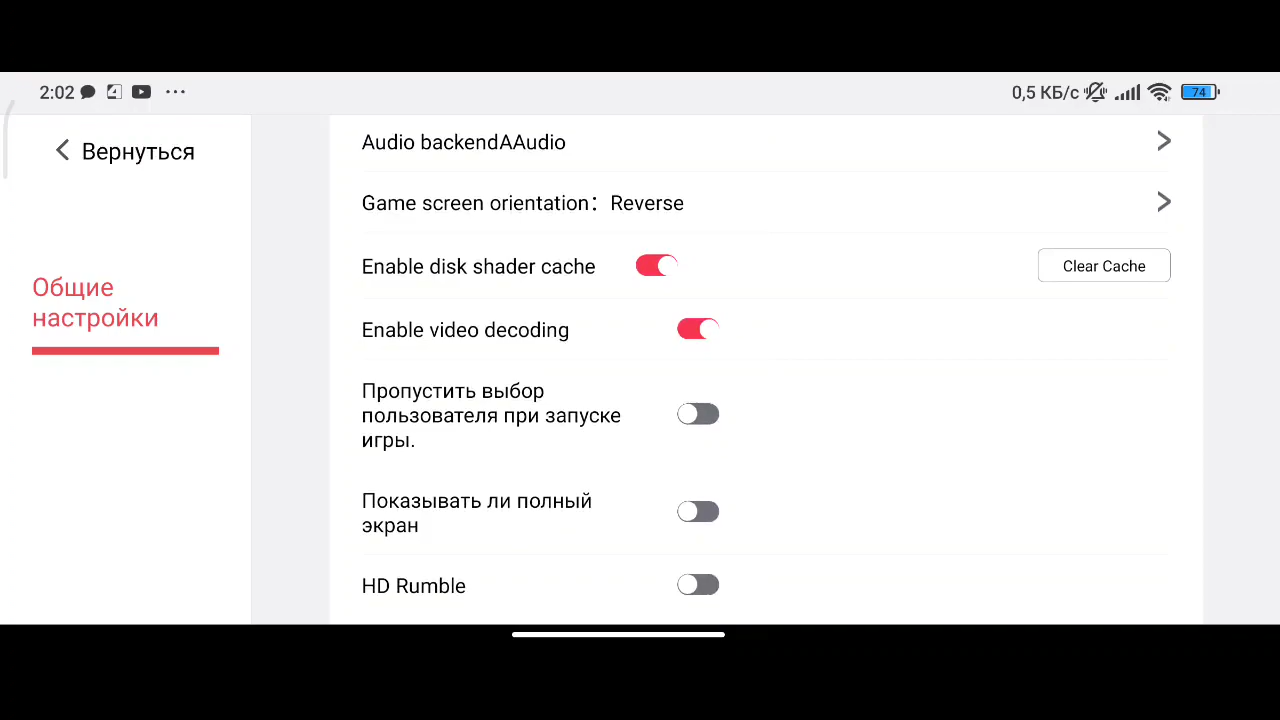 2:02
0,5 КБ/с
74
Вернуться
Общие
настройки
Audio backendAAudio
Game screen orientation： Reverse
Enable disk shader cache
Clear Cache
Enable video decoding
Пропустить выбор
пользователя при запуске
игры.
Показывать ли полный
экран
HD Rumble